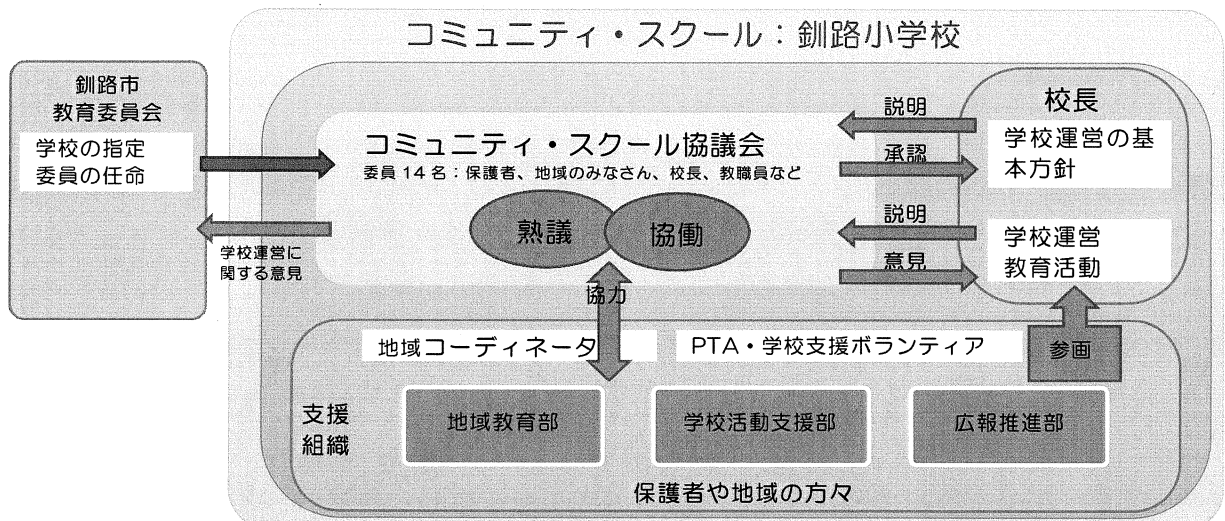 コミュニティ・スクール：釧路小学校
釧路市
教育委員会
学校の指定
委員の任命
学校運営に
関する意見
コミュニティ・スクール協議会
委員14名：保護者、地域のみなさん、校長、教職員など
熟議
協働
説明
承認
説明
意見
校長
学校運営の基
本方針
学校運営
教育活動
協力
参画
地域コーディネータ
PTA・学校支援ボランティア
支援
組織
地域教育部
学校活動支援部
広報推進部
保護者や地域の方々